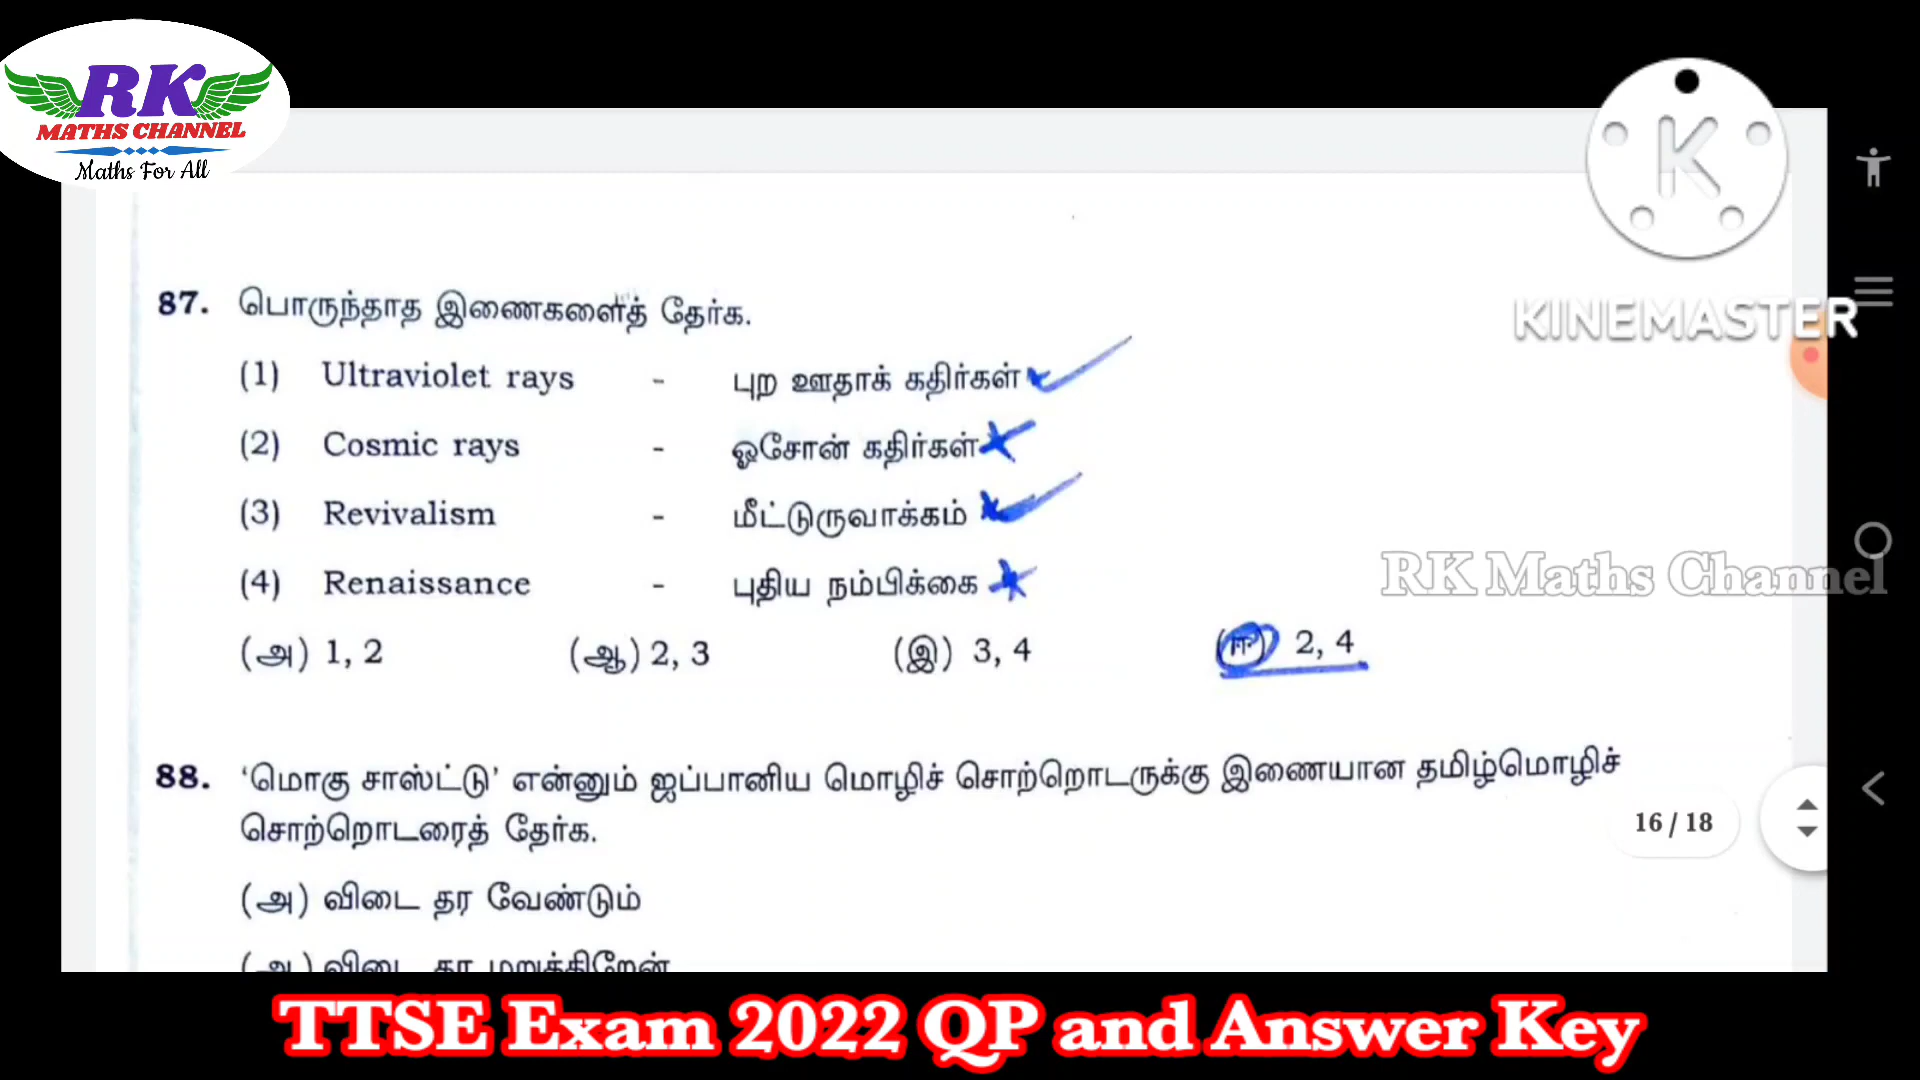 RK
MATHS CHANNEL
Maths For All
K
KINEMASTER
87. பொருந்தாத இணைகளைத் தேர்க.
(1) Ultraviolet rays - புற ஊதாக் கதிர்கள்
(2) Cosmic rays - ஓசோன் கதிர்கள்
(3) Revivalism - மீட்டுருவாக்கம்
(4) Renaissance - புதிய நம்பிக்கை
RK Maths Channel
(அ) 1, 2 (ஆ) 2, 3 (இ) 3, 4 (ஈ) 2, 4
88. ‘மொகு சாஸ்ட்டு’ என்னும் ஜப்பானிய மொழிச் சொற்றொடருக்கு இணையான தமிழ்மொழிச்
சொற்றொடரைத் தேர்க.
16 / 18
(அ) விடை தர வேண்டும்
(ஆ) விடை தர மறுக்கிறேன்
TTSE Exam 2022 QP and Answer Key